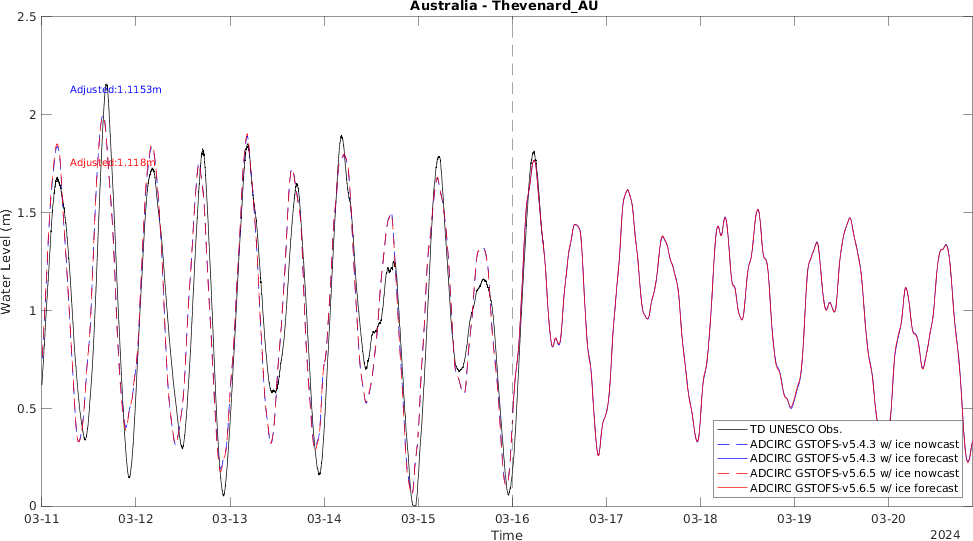 Australia - Thevenard_AU
2.5
2
1.5
1
0.5
0
Water Level (m)
Adjusted:1.1153m
Adjusted:1.118m
TD UNESCO Obs.
ADCIRC GSTOFS-v5.4.3 w/ ice nowcast
ADCIRC GSTOFS-v5.4.3 w/ ice forecast
ADCIRC GSTOFS-v5.6.5 w/ ice nowcast
ADCIRC GSTOFS-v5.6.5 w/ ice forecast
03-11 03-12 03-13 03-14 03-15 03-16 03-17 03-18 03-19 03-20
Time
2024